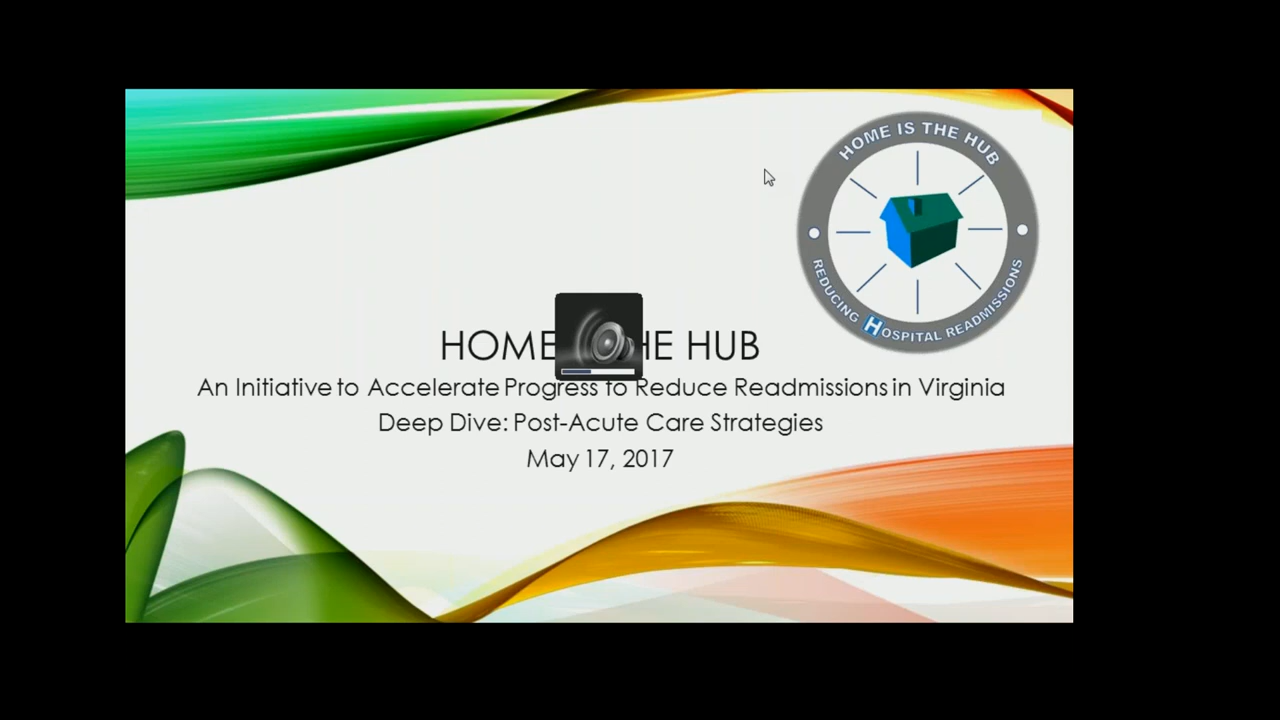 HOME IS THE HUB
REDUCING HOSPITAL READMISSIONS
HOME THE HUB
An Initiative to Accelerate Progress to Reduce Readmissions in Virginia
Deep Dive: Post-Acute Care Strategies
May 17, 2017